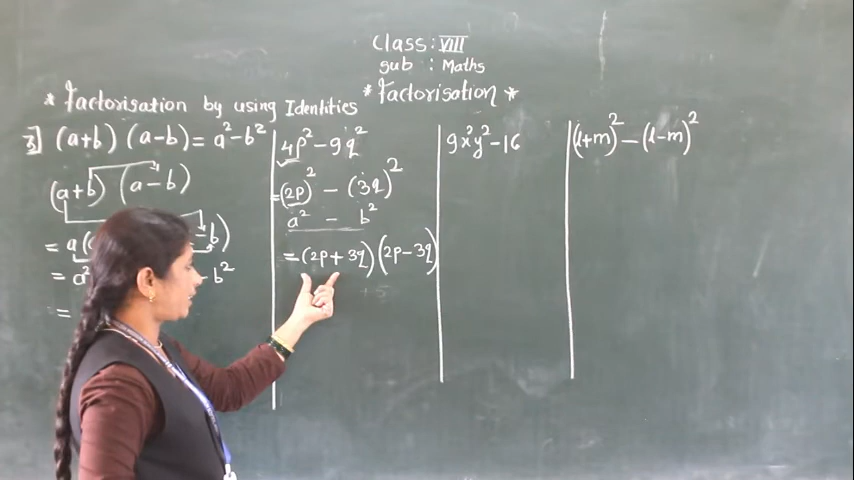 Class: VIII
Sub : Maths
* Factorisation *
* Factorisation by using Identities
3] (a+b) (a-b) = a²-b²
(a+b) (a-b)
= a(
-b)
= a²
- b²
=
4p² - 9q²
=(2p)² - (3q)²
a² - b²
=(2p+3q)(2p-3q)
9x²y²-16
(l+m)² - (l-m)²